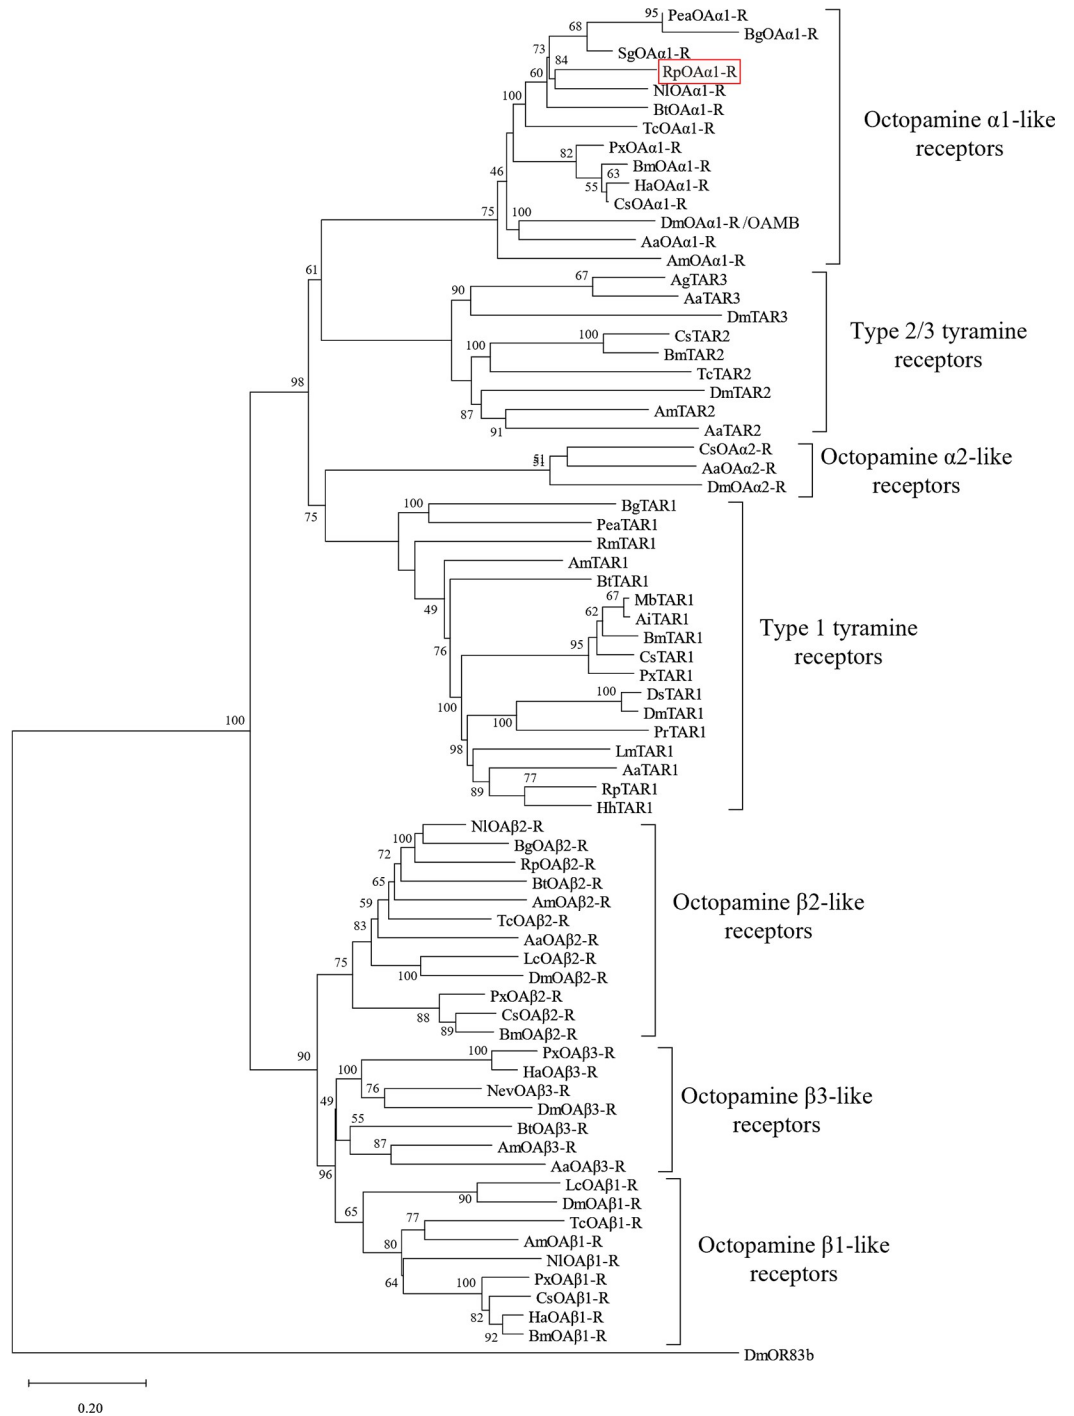 95
PeaOAα1-R
BgOAα1-R
68
SgOAα1-R
73
84
RpOAα1-R
60
NlOAα1-R
100
BtOAα1-R
TcOAα1-R
Octopamine α1-like
receptors
PxOAα1-R
82
BmOAα1-R
46
63
HaOAα1-R
55
CsOAα1-R
75
100
DmOAα1-R/OAMB
AaOAα1-R
AmOAα1-R
61
67
AgTAR3
90
AaTAR3
DmTAR3
100
CsTAR2
100
BmTAR2
TcTAR2
Type 2/3 tyramine
receptors
98
DmTAR2
87
AmTAR2
91
AaTAR2
CsOAα2-R
51
51
AaOAα2-R
DmOAα2-R
Octopamine α2-like
receptors
75
100
BgTAR1
PeaTAR1
RmTAR1
AmTAR1
49
BtTAR1
67
MbTAR1
62
AiTAR1
BmTAR1
76
95
CsTAR1
PxTAR1
Type 1 tyramine
receptors
100
DsTAR1
100
DmTAR1
100
PrTAR1
98
LmTAR1
AaTAR1
89
77
RpTAR1
HhTAR1
100
NlOAβ2-R
100
BgOAβ2-R
72
RpOAβ2-R
65
BtOAβ2-R
59
AmOAβ2-R
83
TcOAβ2-R
AaOAβ2-R
Octopamine β2-like
receptors
75
LcOAβ2-R
100
DmOAβ2-R
PxOAβ2-R
88
CsOAβ2-R
89
BmOAβ2-R
90
100
PxOAβ3-R
100
HaOAβ3-R
76
NevOAβ3-R
49
DmOAβ3-R
55
BtOAβ3-R
87
AmOAβ3-R
AaOAβ3-R
Octopamine β3-like
receptors
96
LcOAβ1-R
90
DmOAβ1-R
65
77
TcOAβ1-R
80
AmOAβ1-R
NlOAβ1-R
64
100
PxOAβ1-R
CsOAβ1-R
82
HaOAβ1-R
92
BmOAβ1-R
Octopamine β1-like
receptors
DmOR83b
0.20